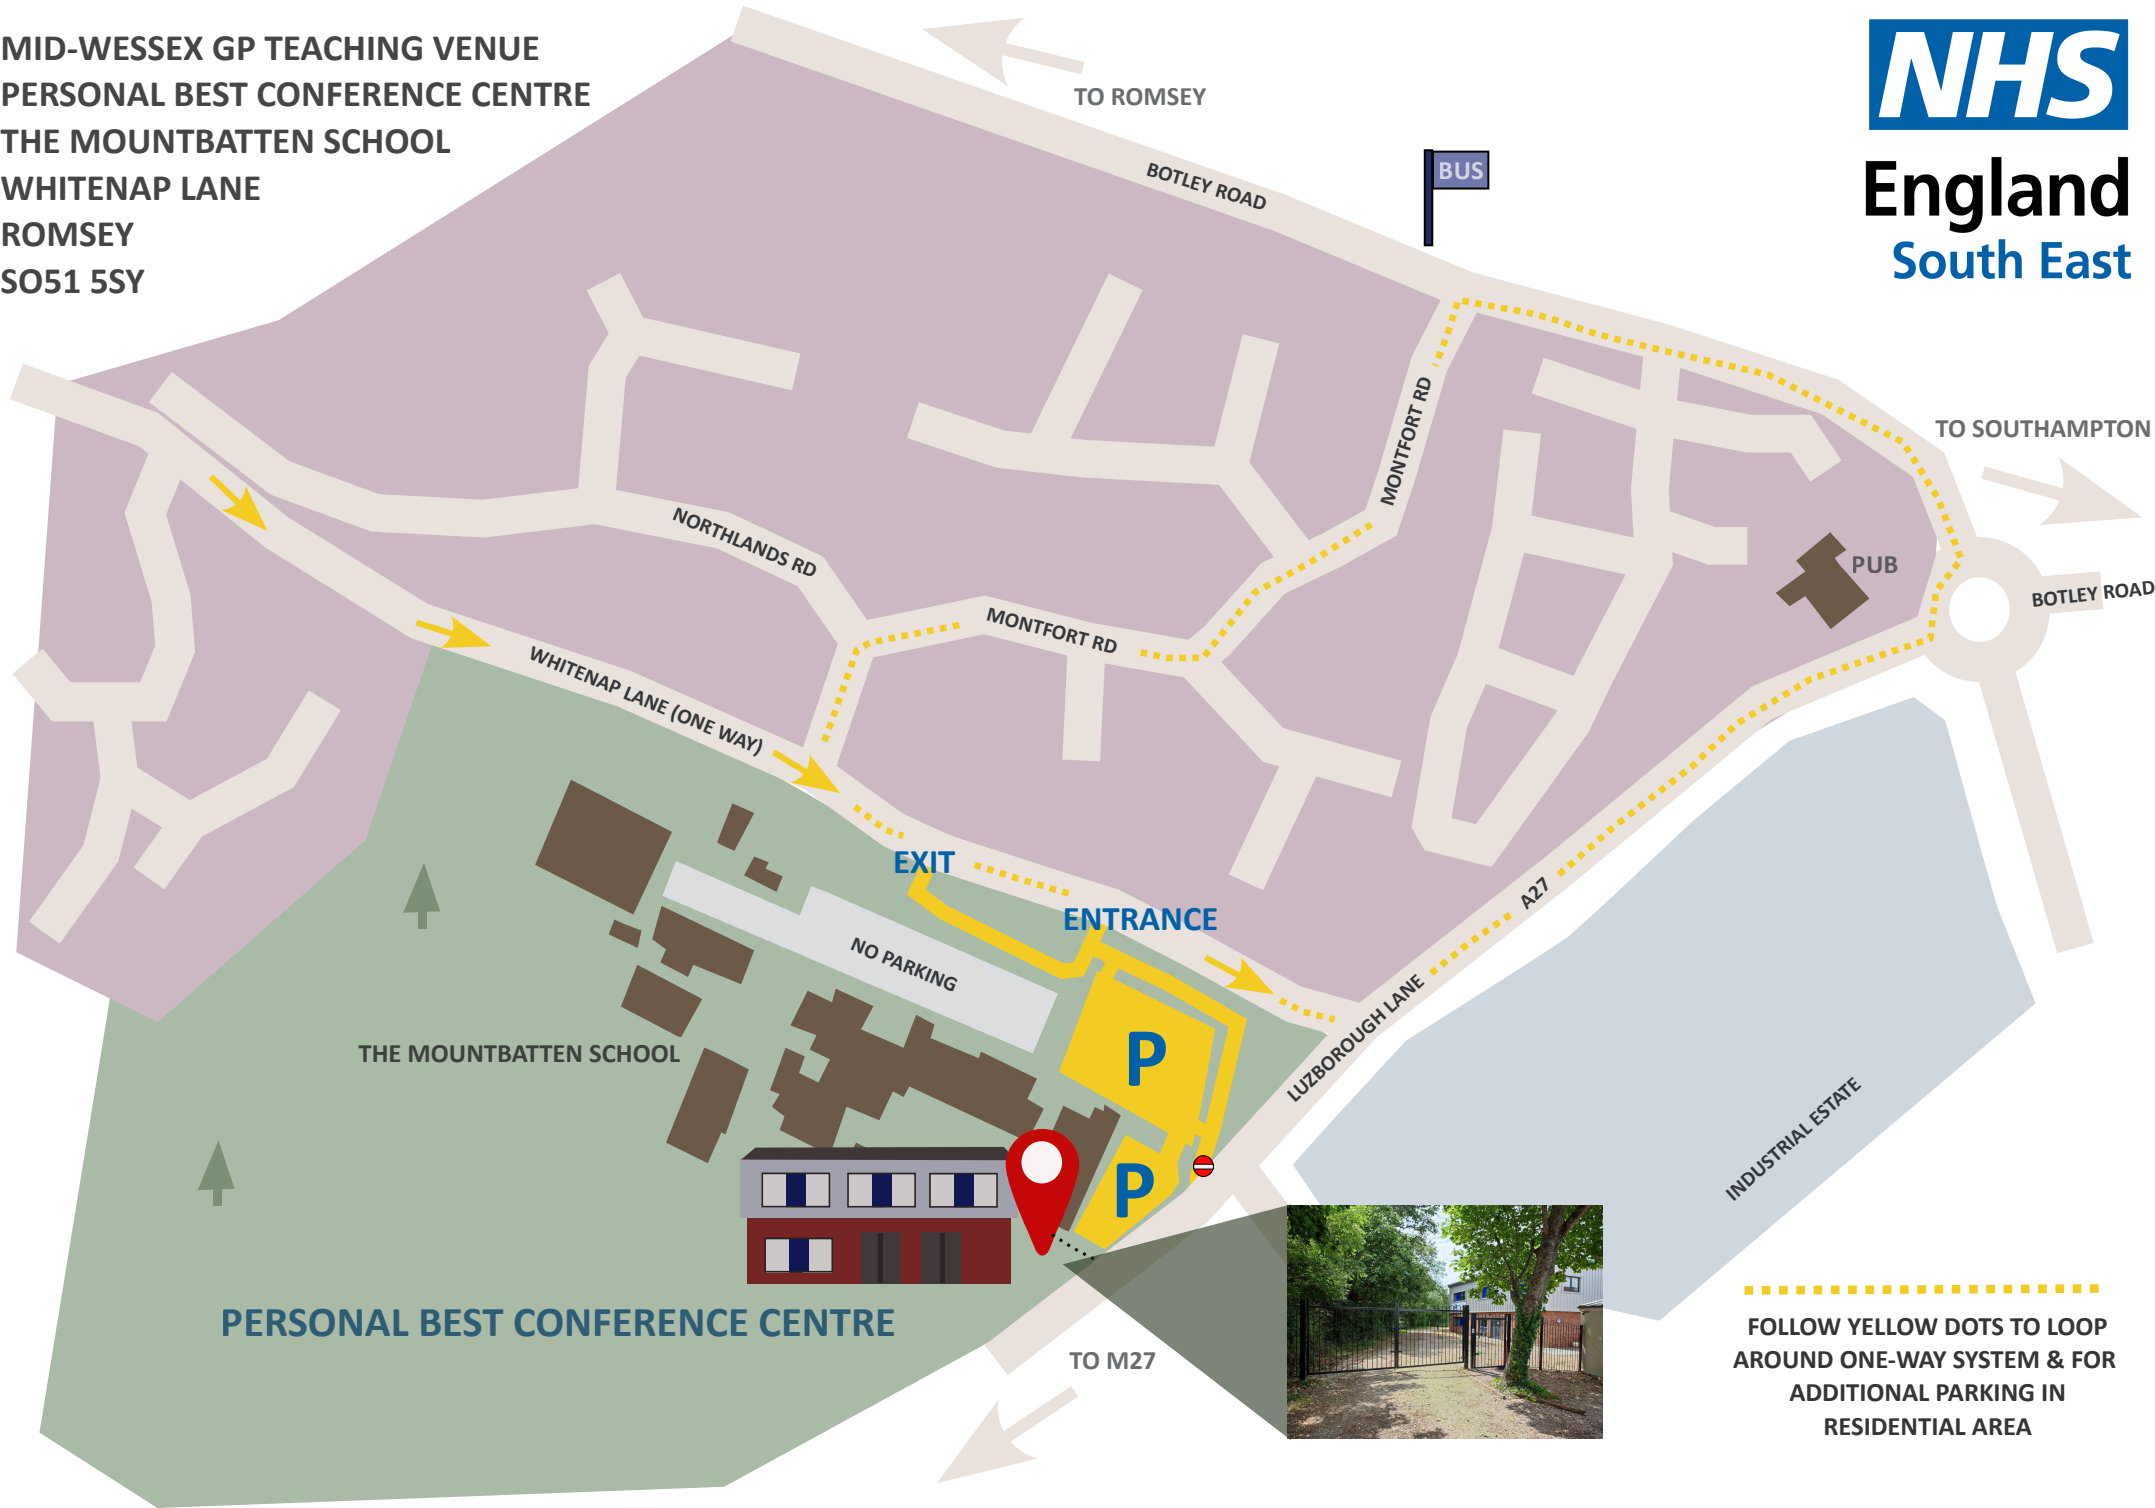 MID-WESSEX GP TEACHING VENUE
PERSONAL BEST CONFERENCE CENTRE
THE MOUNTBATTEN SCHOOL
WHITENAP LANE
ROMSEY
SO51 5SY
NHS
England
South East
TO ROMSEY
BOTLEY ROAD
BUS
TO SOUTHAMPTON
MONTFORT RD
NORTHLANDS RD
PUB
BOTLEY ROAD
MONTFORT RD
WHITENAP LANE (ONE WAY)
EXIT
A27
ENTRANCE
NO PARKING
LUZBOROUGH LANE
P
THE MOUNTBATTEN SCHOOL
INDUSTRIAL ESTATE
P
PERSONAL BEST CONFERENCE CENTRE
TO M27
FOLLOW YELLOW DOTS TO LOOP
AROUND ONE-WAY SYSTEM & FOR
ADDITIONAL PARKING IN
RESIDENTIAL AREA